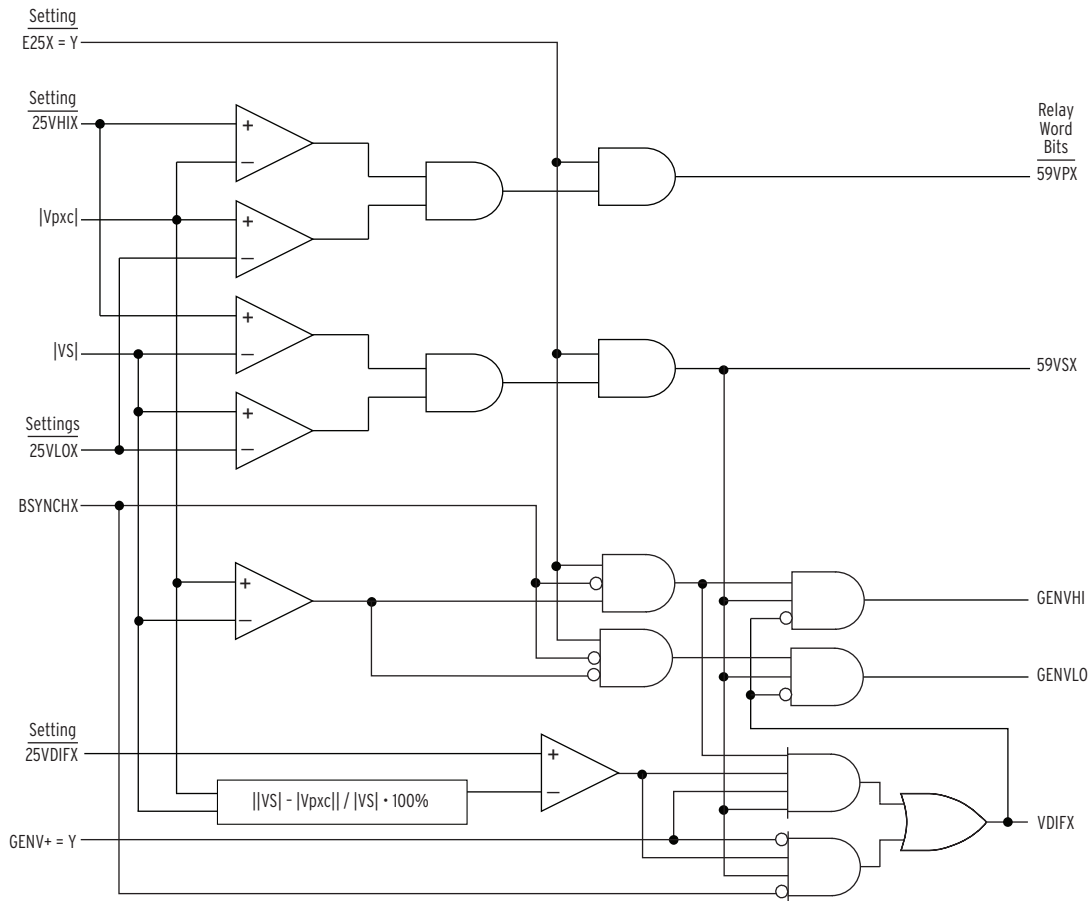 Setting
E25X = Y
Setting
25VHIX
Relay
Word
Bits
59VPX
+
−
|Vpxc|
+
−
+
|VS|
−
59VSX
+
Settings
25VLOX
−
BSYNCHX
+
−
GENVHI
GENVLO
Setting
25VDIFX
+
−
||VS| - |Vpxc|| / |VS| • 100%
VDIFX
GENV+ = Y